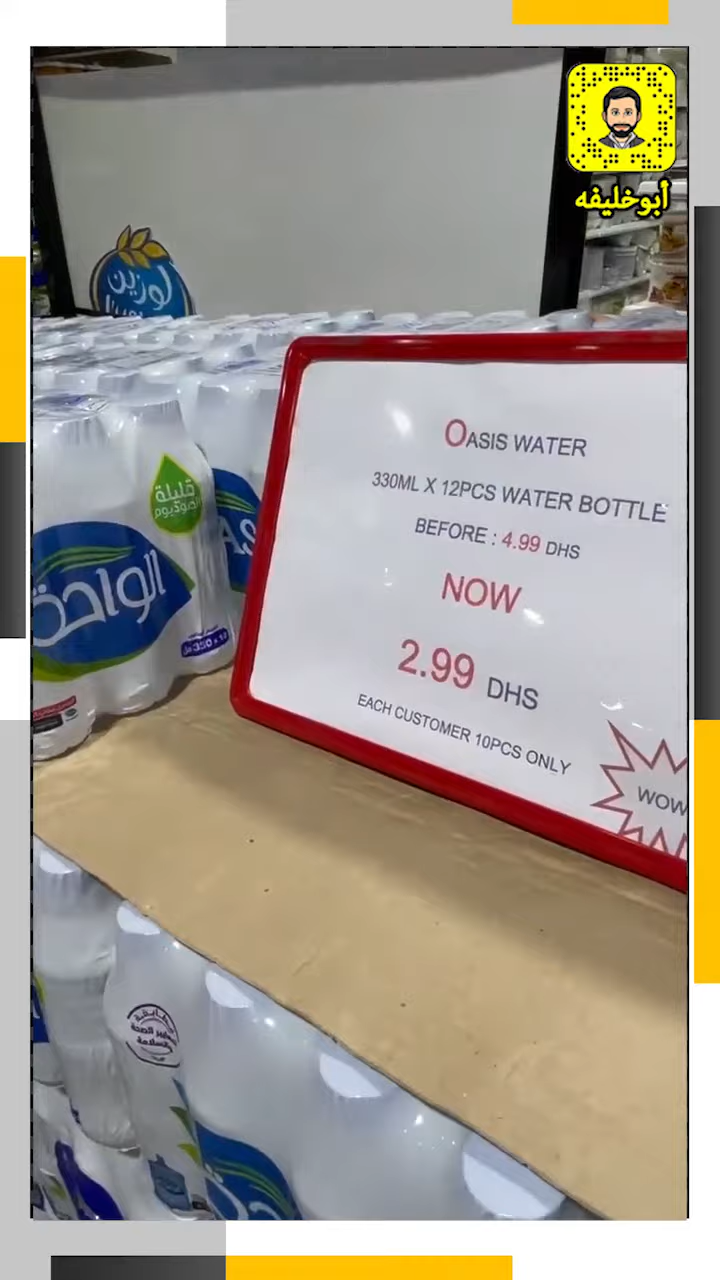 أبوخليفه
لوزين
OASIS WATER
330ML X 12PCS WATER BOTTLE
BEFORE : 4.99 DHS
NOW
2.99 DHS
EACH CUSTOMER 10PCS ONLY
WOW
قليلة
الصوديوم
الواحة